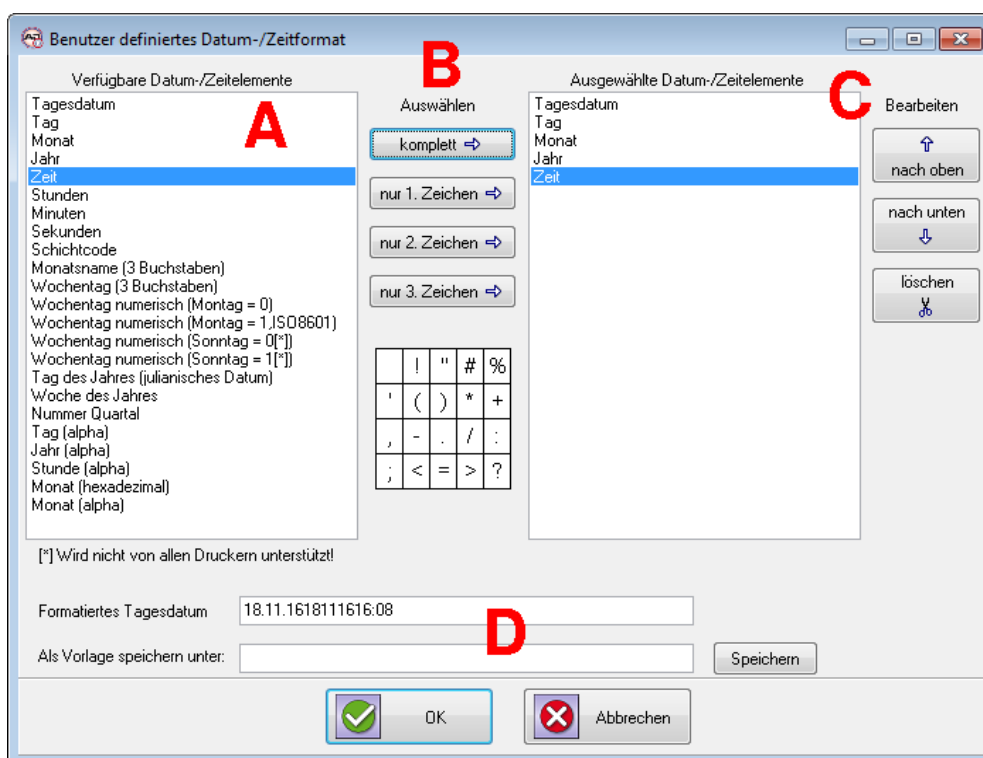 Benutzer definiertes Datum-/Zeitformat
Verfügbare Datum-/Zeitelemente
A
Tagesdatum
Tag
Monat
Jahr
Zeit
Stunden
Minuten
Sekunden
Schichtcode
Monatsname (3 Buchstaben)
Wochentag (3 Buchstaben)
Wochentag numerisch (Montag = 0)
Wochentag numerisch (Montag = 1,ISO8601)
Wochentag numerisch (Sonntag = 0[*])
Wochentag numerisch (Sonntag = 1[*])
Tag des Jahres (julianisches Datum)
Woche des Jahres
Nummer Quartal
Tag (alpha)
Jahr (alpha)
Stunde (alpha)
Monat (hexadezimal)
Monat (alpha)
[*] Wird nicht von allen Druckern unterstützt!
B
Auswählen
komplett ⇨
nur 1. Zeichen ⇨
nur 2. Zeichen ⇨
nur 3. Zeichen ⇨
! " # %
' ( ) * +
, - . / :
; < = > ?
Ausgewählte Datum-/Zeitelemente
C
Tagesdatum
Tag
Monat
Jahr
Zeit
Bearbeiten
nach oben
nach unten
löschen
Formatiertes Tagesdatum
18.11.1618111616:08
D
Als Vorlage speichern unter:
Speichern
OK
Abbrechen